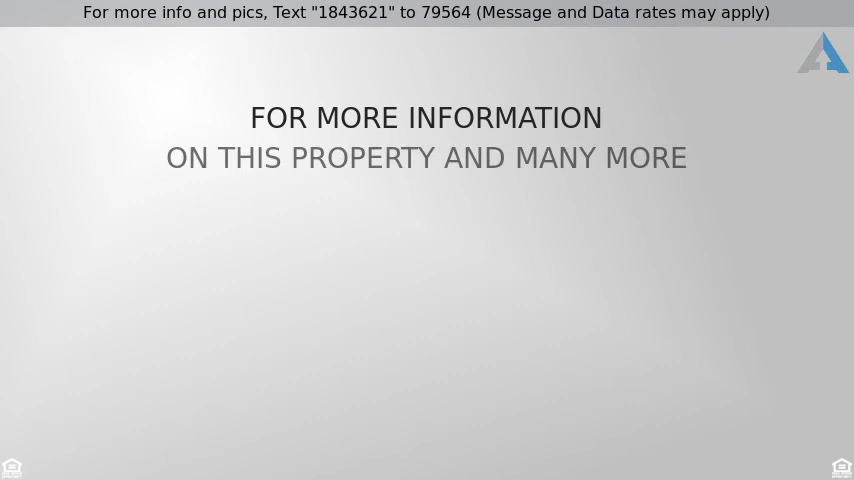 For more info and pics, Text "1843621" to 79564 (Message and Data rates may apply)
FOR MORE INFORMATION
ON THIS PROPERTY AND MANY MORE